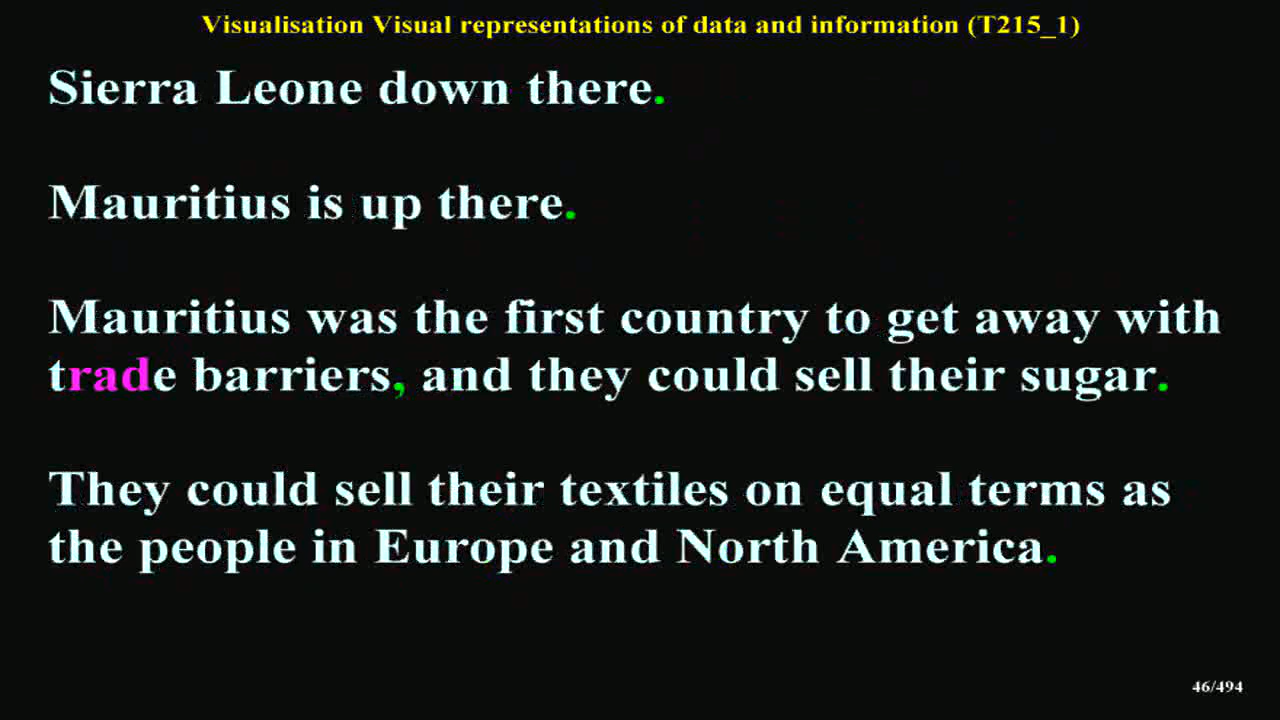 Visualisation Visual representations of data and information (T215_1)
Sierra Leone down there.
Mauritius is up there.
Mauritius was the first country to get away with
trade barriers, and they could sell their sugar.
They could sell their textiles on equal terms as
the people in Europe and North America.
46/494